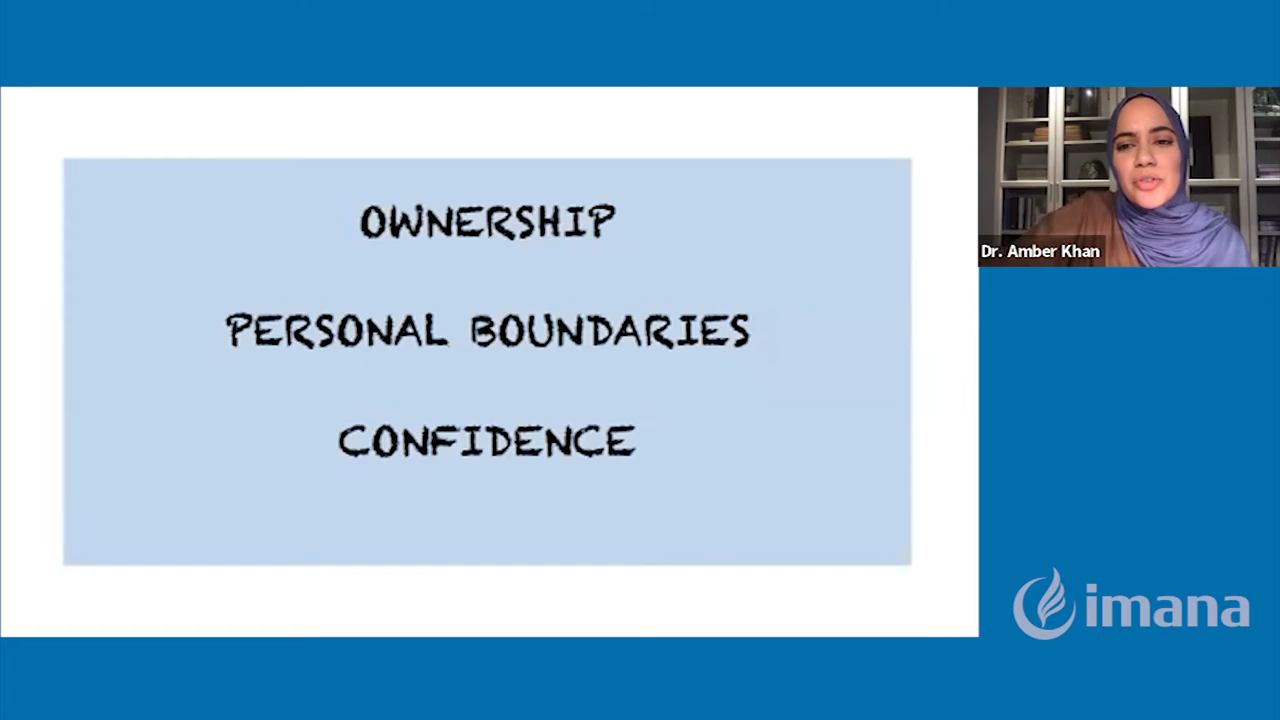 OWNERSHIP
PERSONAL BOUNDARIES
CONFIDENCE
Dr. Amber Khan
imana